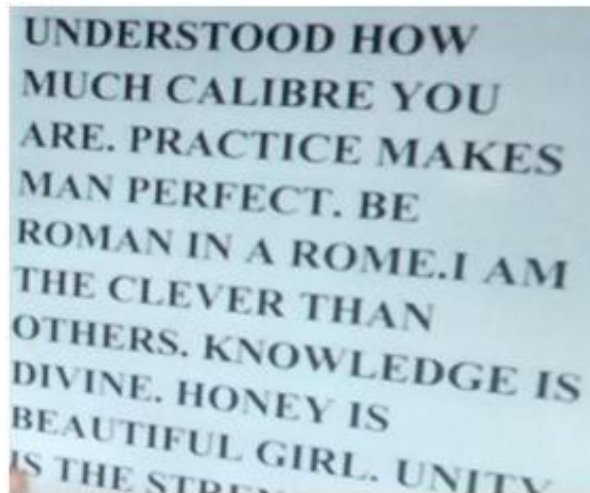 UNDERSTOOD HOW
MUCH CALIBRE YOU
ARE. PRACTICE MAKES
MAN PERFECT. BE
ROMAN IN A ROME.I AM
THE CLEVER THAN
OTHERS. KNOWLEDGE IS
DIVINE. HONEY IS
BEAUTIFUL GIRL. UNITY
IS THE